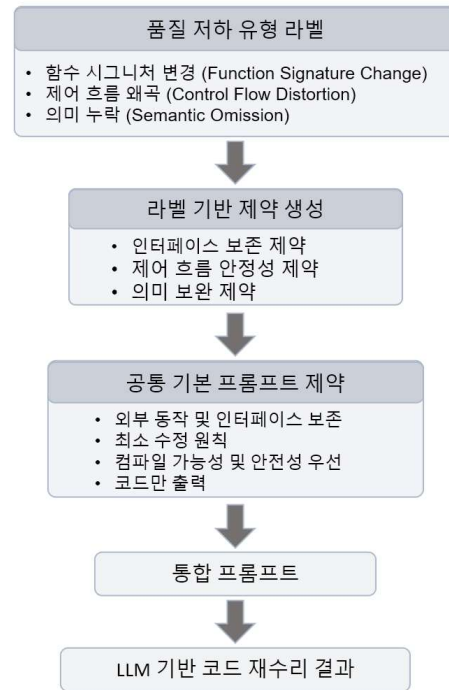 품질 저하 유형 라벨
• 함수 시그니처 변경 (Function Signature Change)
• 제어 흐름 왜곡 (Control Flow Distortion)
• 의미 누락 (Semantic Omission)
라벨 기반 제약 생성
• 인터페이스 보존 제약
• 제어 흐름 안정성 제약
• 의미 보완 제약
공통 기본 프롬프트 제약
• 외부 동작 및 인터페이스 보존
• 최소 수정 원칙
• 컴파일 가능성 및 안전성 우선
• 코드만 출력
통합 프롬프트
LLM 기반 코드 재수리 결과